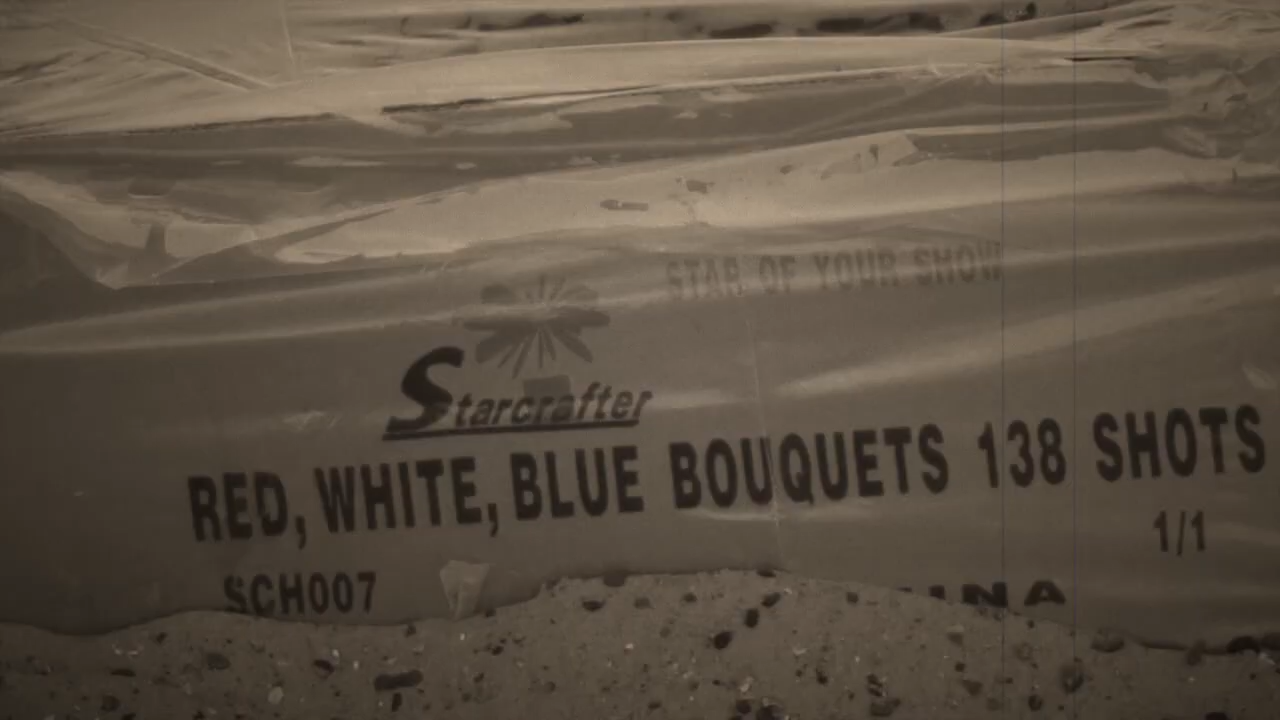 STAR OF YOUR SHOW
Starcrafter
RED, WHITE, BLUE BOUQUETS 138 SHOTS
1/1
SCH007